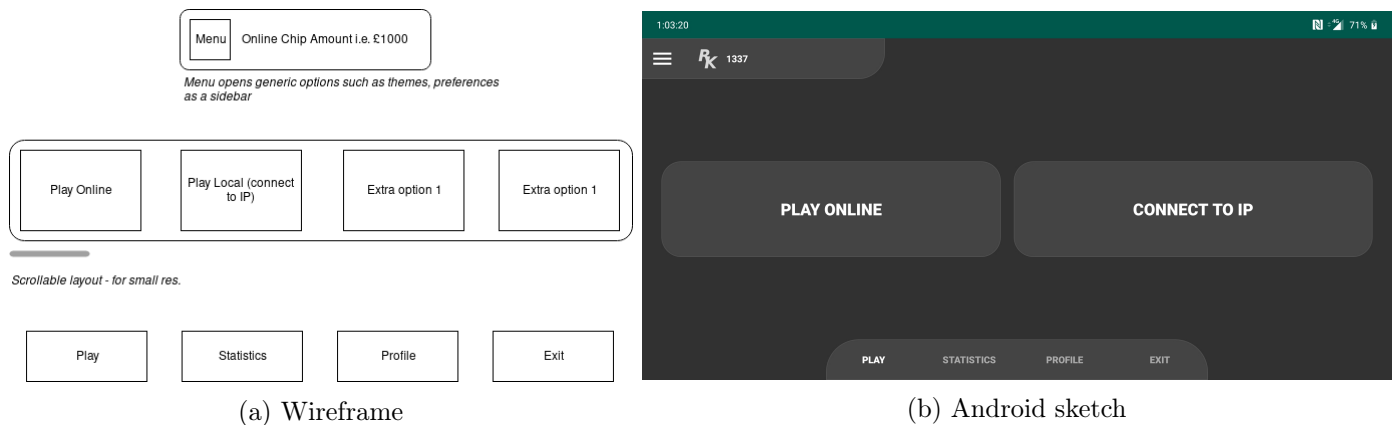 Menu
Online Chip Amount i.e. £1000
Menu opens generic options such as themes, preferences
as a sidebar
Play Online
Play Local (connect
to IP)
Extra option 1
Extra option 1
Scrollable layout - for small res.
Play
Statistics
Profile
Exit
(a) Wireframe
1:03:20
4G
71%
RK
1337
PLAY ONLINE
CONNECT TO IP
PLAY
STATISTICS
PROFILE
EXIT
(b) Android sketch